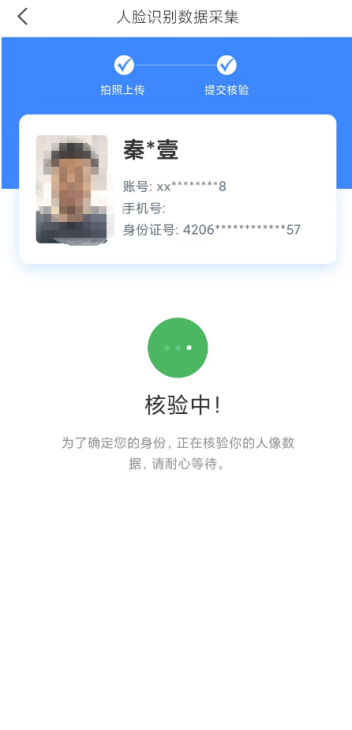 人脸识别数据采集
拍照上传
提交核验
秦*壹
账号: xx********8
手机号:
身份证号: 4206************57
核验中!
为了确定您的身份, 正在核验你的人像数
据, 请耐心等待。